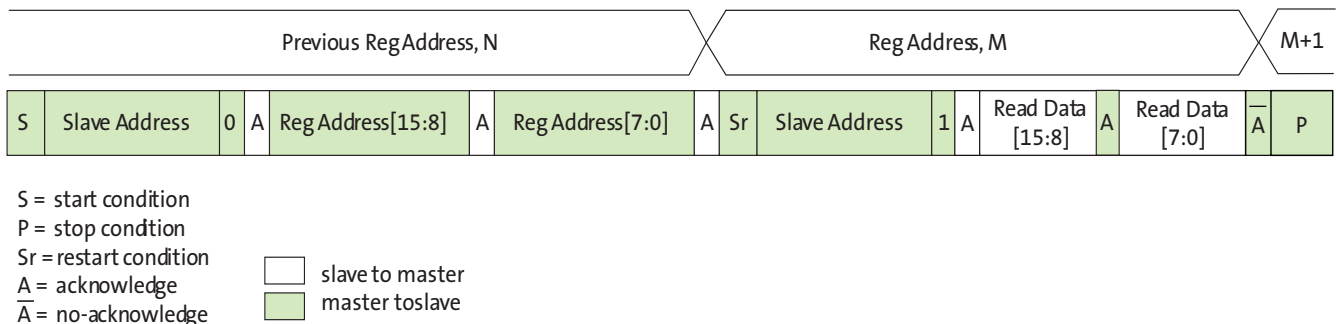 Previous Reg Address, N Reg Address, M M+1
S Slave Address 0 A Reg Address[15:8] A Reg Address[7:0] A Sr Slave Address 1 A Read Data [15:8] A Read Data [7:0] A̅ P
S = start condition
P = stop condition
Sr = restart condition
A = acknowledge
A̅ = no-acknowledge
slave to master
master toslave